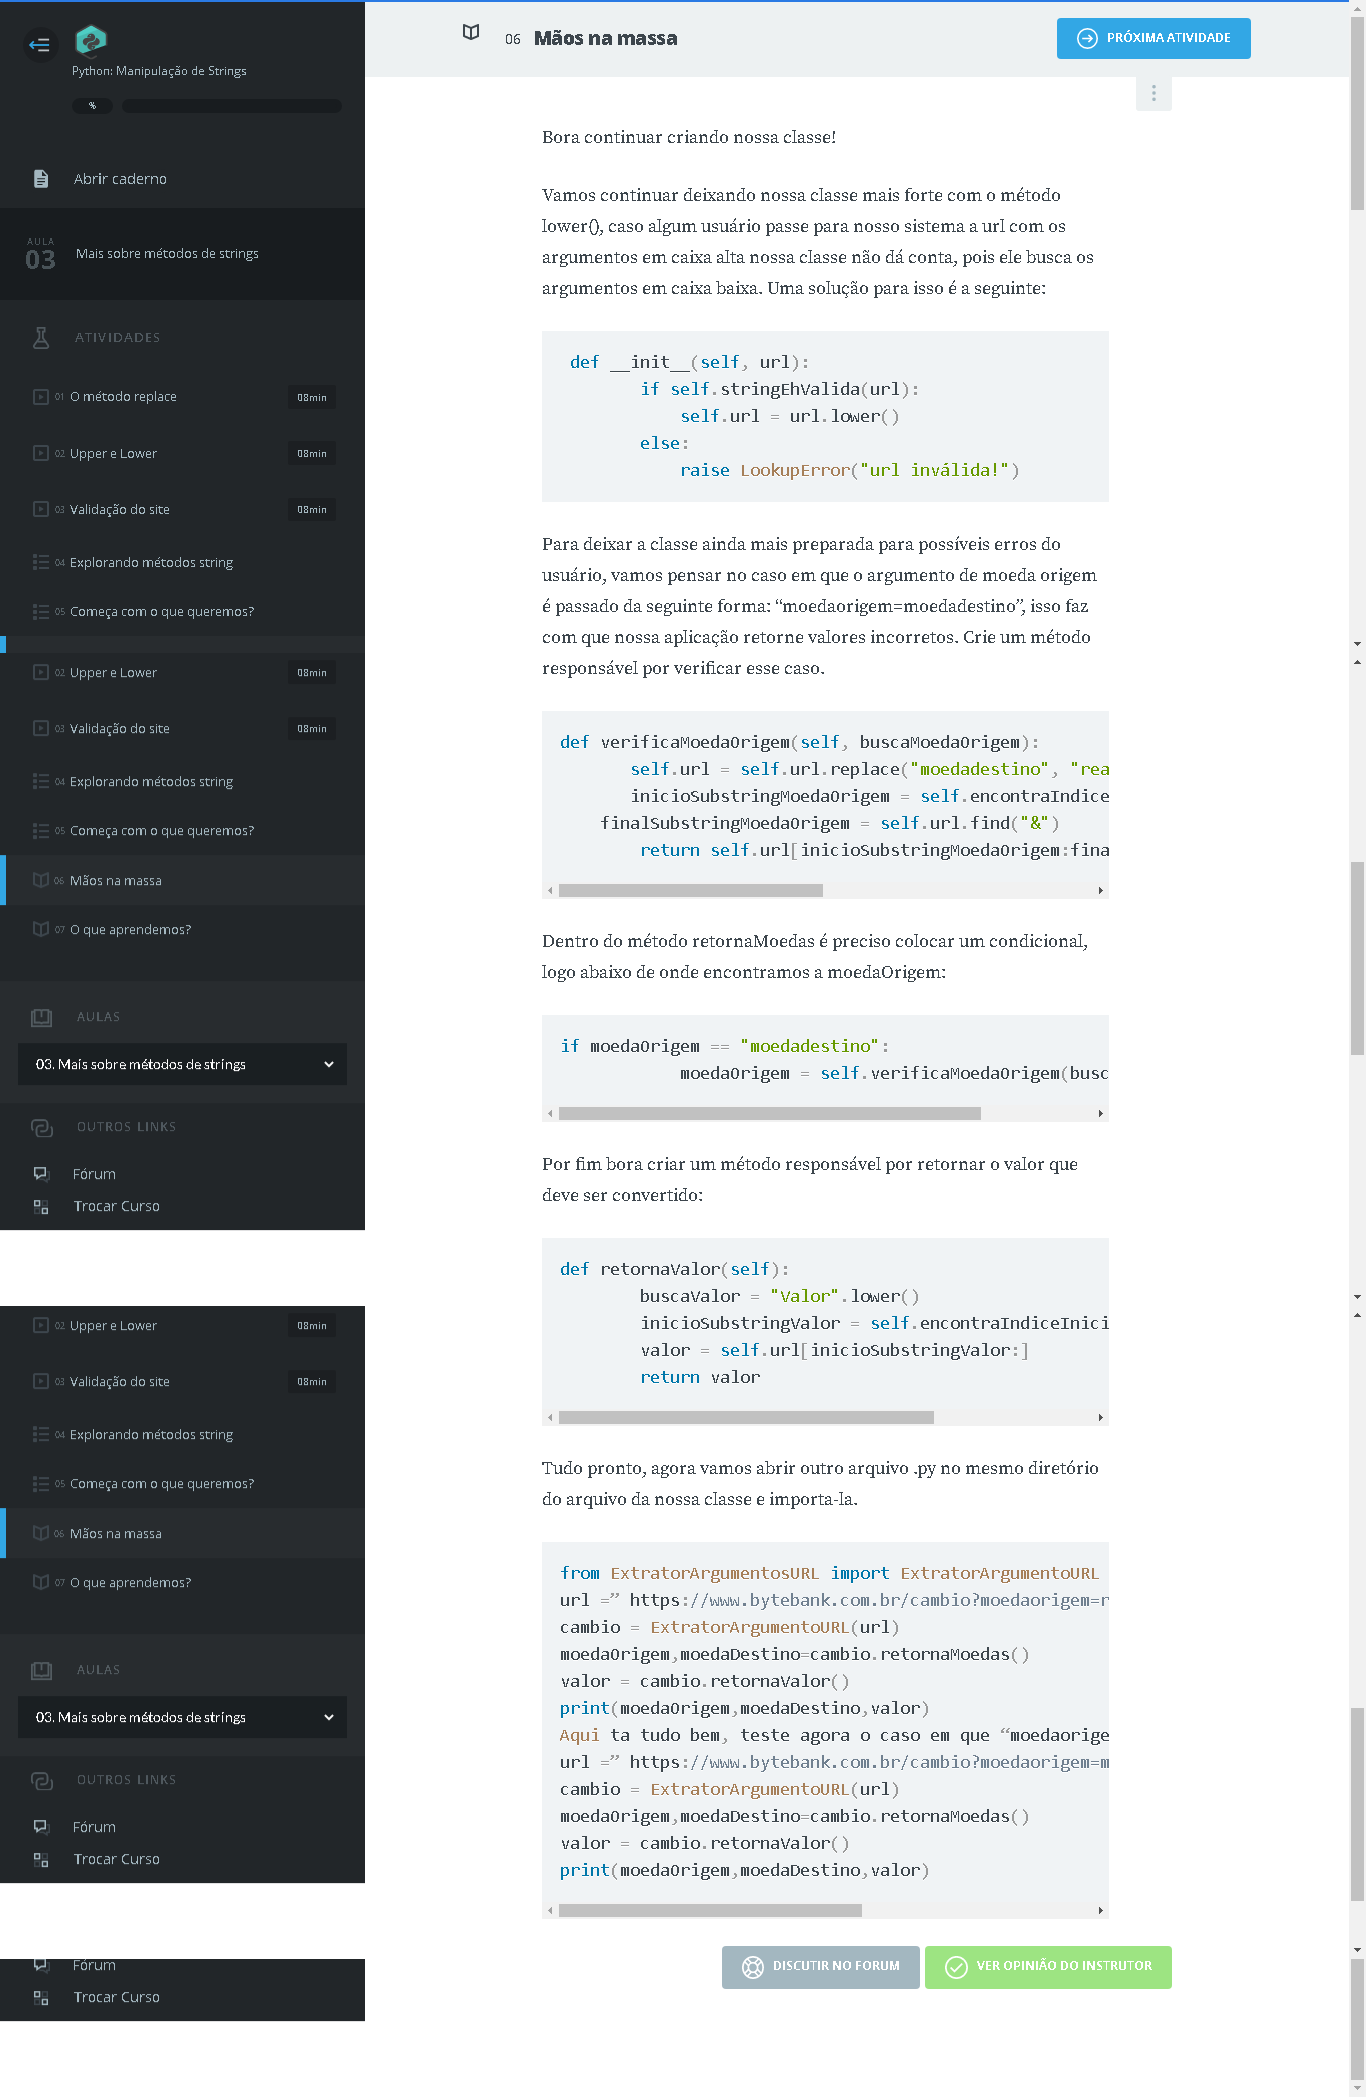 Python: Manipulação de Strings
%
Abrir caderno
AULA
03
Mais sobre métodos de strings
ATIVIDADES
01 O método replace 08min
02 Upper e Lower 08min
03 Validação do site 08min
04 Explorando métodos string
05 Começa com o que queremos?
02 Upper e Lower 08min
03 Validação do site 08min
04 Explorando métodos string
05 Começa com o que queremos?
06 Mãos na massa
07 O que aprendemos?
AULAS
03. Mais sobre métodos de strings
OUTROS LINKS
Fórum
Trocar Curso
02 Upper e Lower 08min
03 Validação do site 08min
04 Explorando métodos string
05 Começa com o que queremos?
06 Mãos na massa
07 O que aprendemos?
AULAS
03. Mais sobre métodos de strings
OUTROS LINKS
Fórum
Trocar Curso
Fórum
Trocar Curso
06 Mãos na massa
PRÓXIMA ATIVIDADE
Bora continuar criando nossa classe!
Vamos continuar deixando nossa classe mais forte com o método
lower(), caso algum usuário passe para nosso sistema a url com os
argumentos em caixa alta nossa classe não dá conta, pois ele busca os
argumentos em caixa baixa. Uma solução para isso é a seguinte:
def __init__(self, url):
if self.stringEhValida(url):
self.url = url.lower()
else:
raise LookupError("url inválida!")
Para deixar a classe ainda mais preparada para possíveis erros do
usuário, vamos pensar no caso em que o argumento de moeda origem
é passado da seguinte forma: “moedaorigem=moedadestino”, isso faz
com que nossa aplicação retorne valores incorretos. Crie um método
responsável por verificar esse caso.
def verificaMoedaOrigem(self, buscaMoedaOrigem):
self.url = self.url.replace("moedadestino", "rea
inicioSubstringMoedaOrigem = self.encontraIndice
finalSubstringMoedaOrigem = self.url.find("&")
return self.url[inicioSubstringMoedaOrigem:fina
Dentro do método retornaMoedas é preciso colocar um condicional,
logo abaixo de onde encontramos a moedaOrigem:
if moedaOrigem == "moedadestino":
moedaOrigem = self.verificaMoedaOrigem(busc
Por fim bora criar um método responsável por retornar o valor que
deve ser convertido:
def retornaValor(self):
buscaValor = "Valor".lower()
inicioSubstringValor = self.encontraIndiceInici
valor = self.url[inicioSubstringValor:]
return valor
Tudo pronto, agora vamos abrir outro arquivo .py no mesmo diretório
do arquivo da nossa classe e importa-la.
from ExtratorArgumentosURL import ExtratorArgumentoURL
url =” https://www.bytebank.com.br/cambio?moedaorigem=r
cambio = ExtratorArgumentoURL(url)
moedaOrigem,moedaDestino=cambio.retornaMoedas()
valor = cambio.retornaValor()
print(moedaOrigem,moedaDestino,valor)
Aqui ta tudo bem, teste agora o caso em que “moedaorige
url =” https://www.bytebank.com.br/cambio?moedaorigem=m
cambio = ExtratorArgumentoURL(url)
moedaOrigem,moedaDestino=cambio.retornaMoedas()
valor = cambio.retornaValor()
print(moedaOrigem,moedaDestino,valor)
DISCUTIR NO FORUM
VER OPINIÃO DO INSTRUTOR